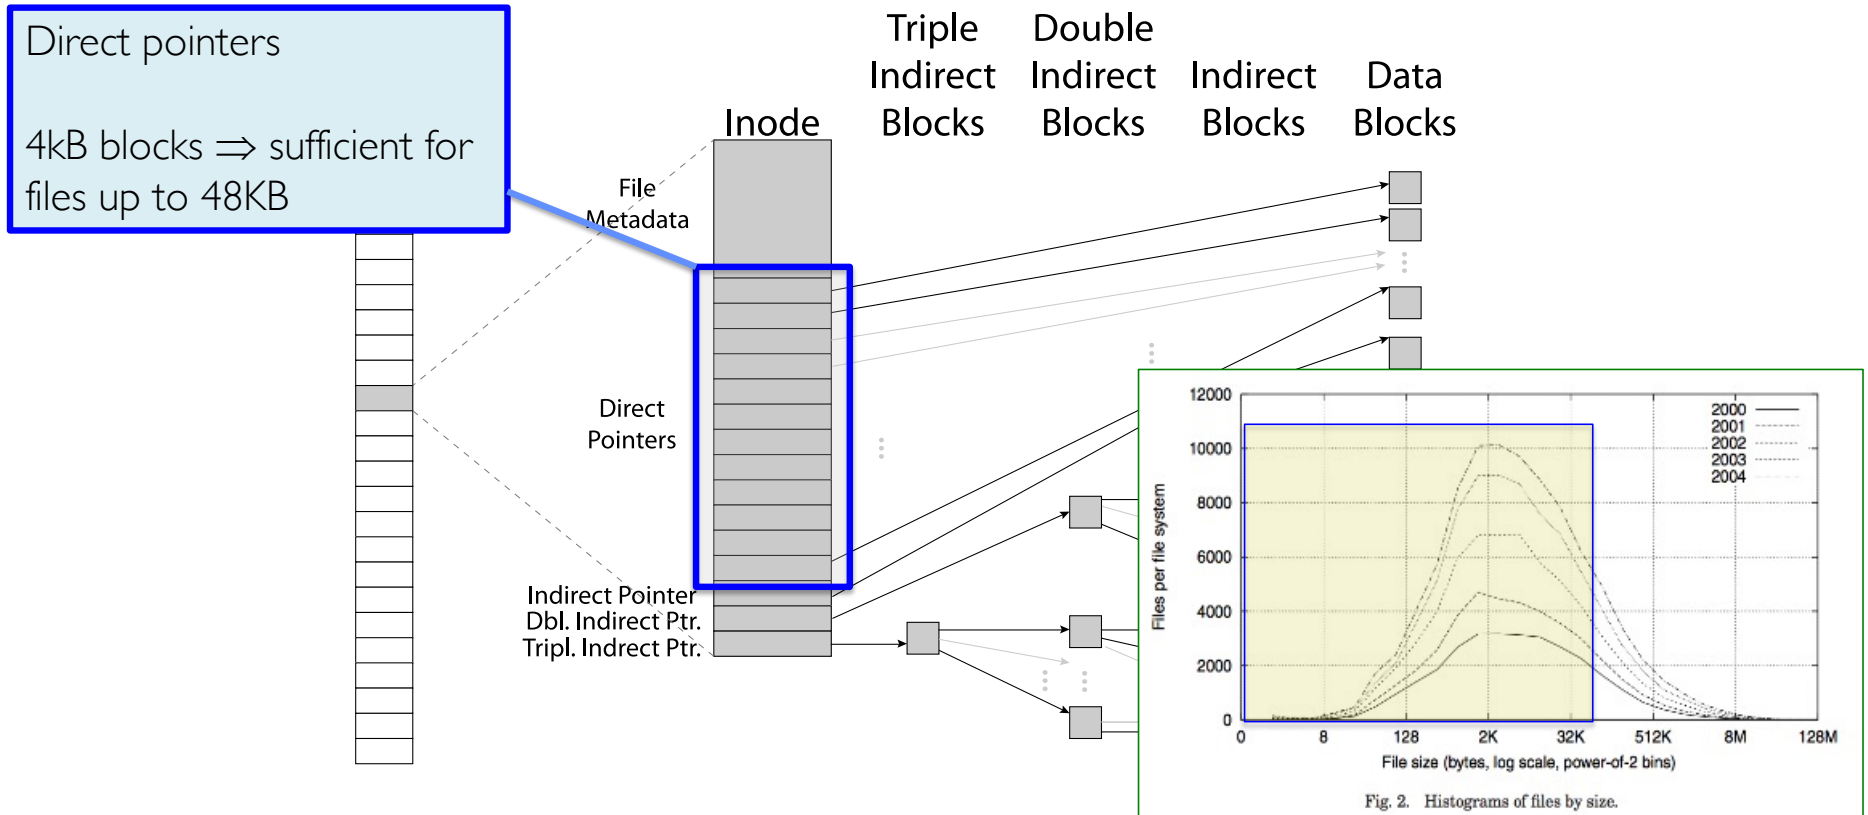 Direct pointers
4kB blocks ⇒ sufficient for
files up to 48KB
Triple
Indirect
Blocks
Double
Indirect
Blocks
Indirect
Blocks
Data
Blocks
Inode
File
Metadata
Direct
Pointers
Indirect Pointer
Dbl. Indirect Ptr.
Tripl. Indrect Ptr.
12000
10000
8000
6000
4000
2000
0
Files per file system
2000
2001
2002
2003
2004
0 8 128 2K 32K 512K 8M 128M
File size (bytes, log scale, power-of-2 bins)
Fig. 2. Histograms of files by size.